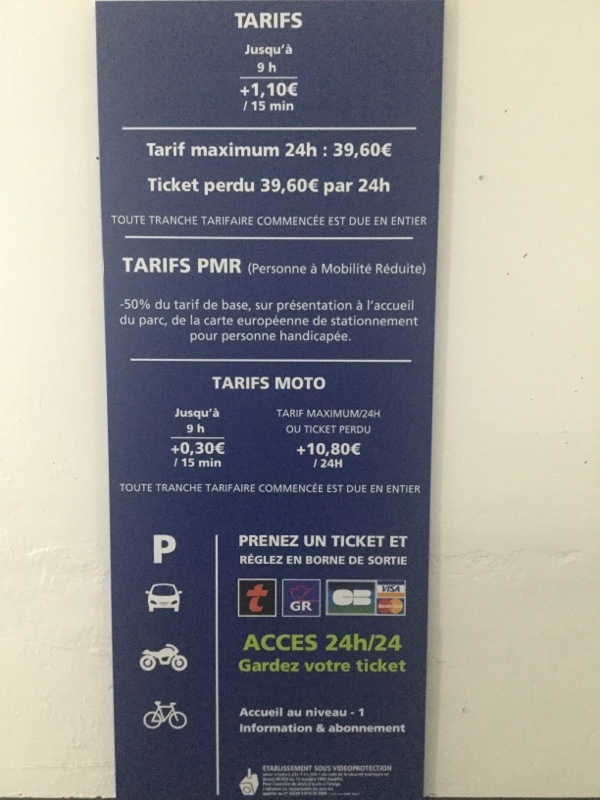 TARIFS
Jusqu'à
9 h
+1,10€
/ 15 min
Tarif maximum 24h : 39,60€
Ticket perdu 39,60€ par 24h
TOUTE TRANCHE TARIFAIRE COMMENCÉE EST DUE EN ENTIER
TARIFS PMR (Personne à Mobilité Réduite)
-50% du tarif de base, sur présentation à l'accueil
du parc, de la carte européenne de stationnement
pour personne handicapée.
TARIFS MOTO
Jusqu'à
9 h
+0,30€
/ 15 min
TARIF MAXIMUM/24H
OU TICKET PERDU
+10,80€
/ 24H
TOUTE TRANCHE TARIFAIRE COMMENCÉE EST DUE EN ENTIER
P
PRENEZ UN TICKET ET
RÉGLEZ EN BORNE DE SORTIE
t GR CB VISA
MasterCard
ACCES 24h/24
Gardez votre ticket
Accueil au niveau - 1
Information & abonnement
ETABLISSEMENT SOUS VIDEOPROTECTION